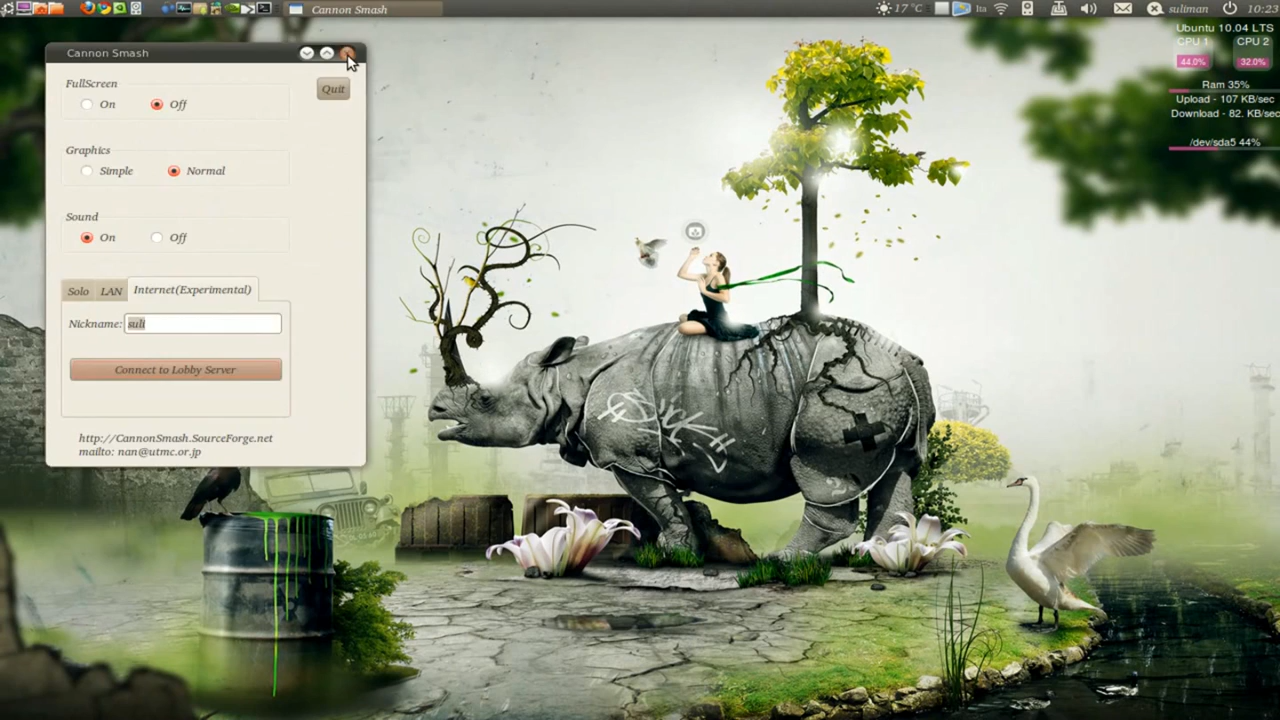 Cannon Smash
17 °C
Ita
suliman
10:23
Cannon Smash
FullScreen
On Off
Quit
Graphics
Simple Normal
Sound
On Off
Solo LAN Internet(Experimental)
Nickname: suli
Connect to Lobby Server
http://CannonSmash.SourceForge.net
mailto: nan@utmc.or.jp
Ubuntu 10.04 LTS
CPU 1 CPU 2
44.0% 32.0%
Ram 35%
Upload - 107 KB/sec
Download - 82. KB/sec
/dev/sda5 44%